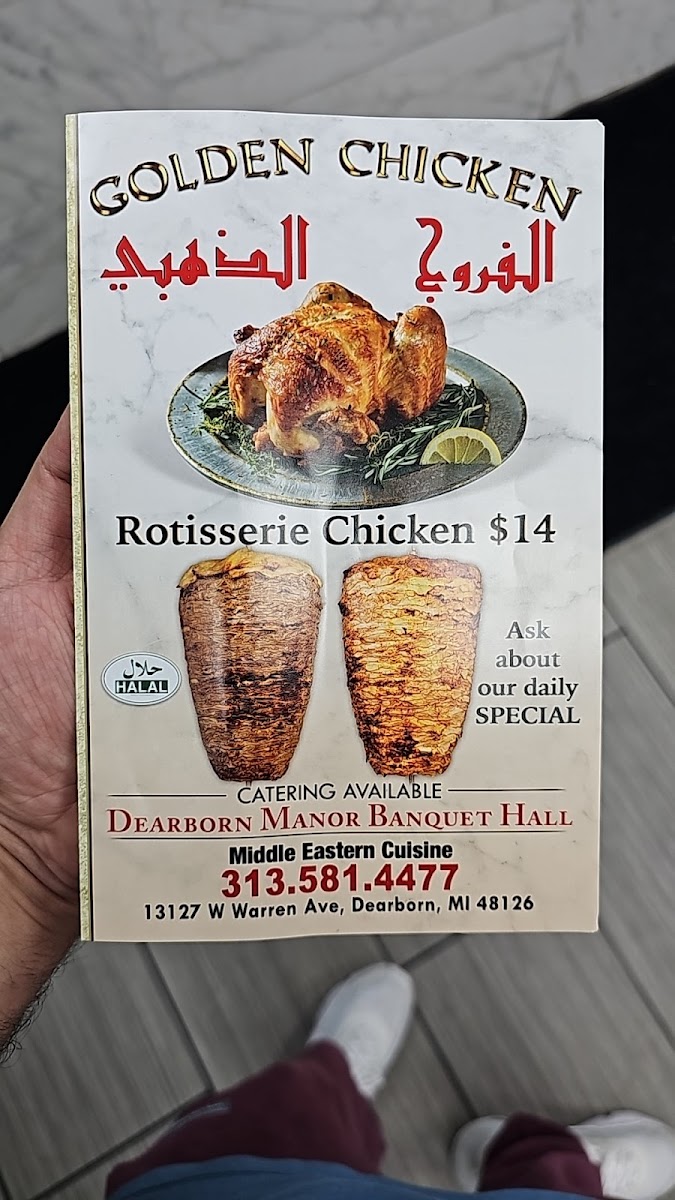 GOLDEN CHICKEN
الفروج الذهبي
Rotisserie Chicken $14
Ask
about
our daily
SPECIAL
حلال
HALAL
CATERING AVAILABLE
DEARBORN MANOR BANQUET HALL
Middle Eastern Cuisine
313.581.4477
13127 W Warren Ave, Dearborn, MI 48126